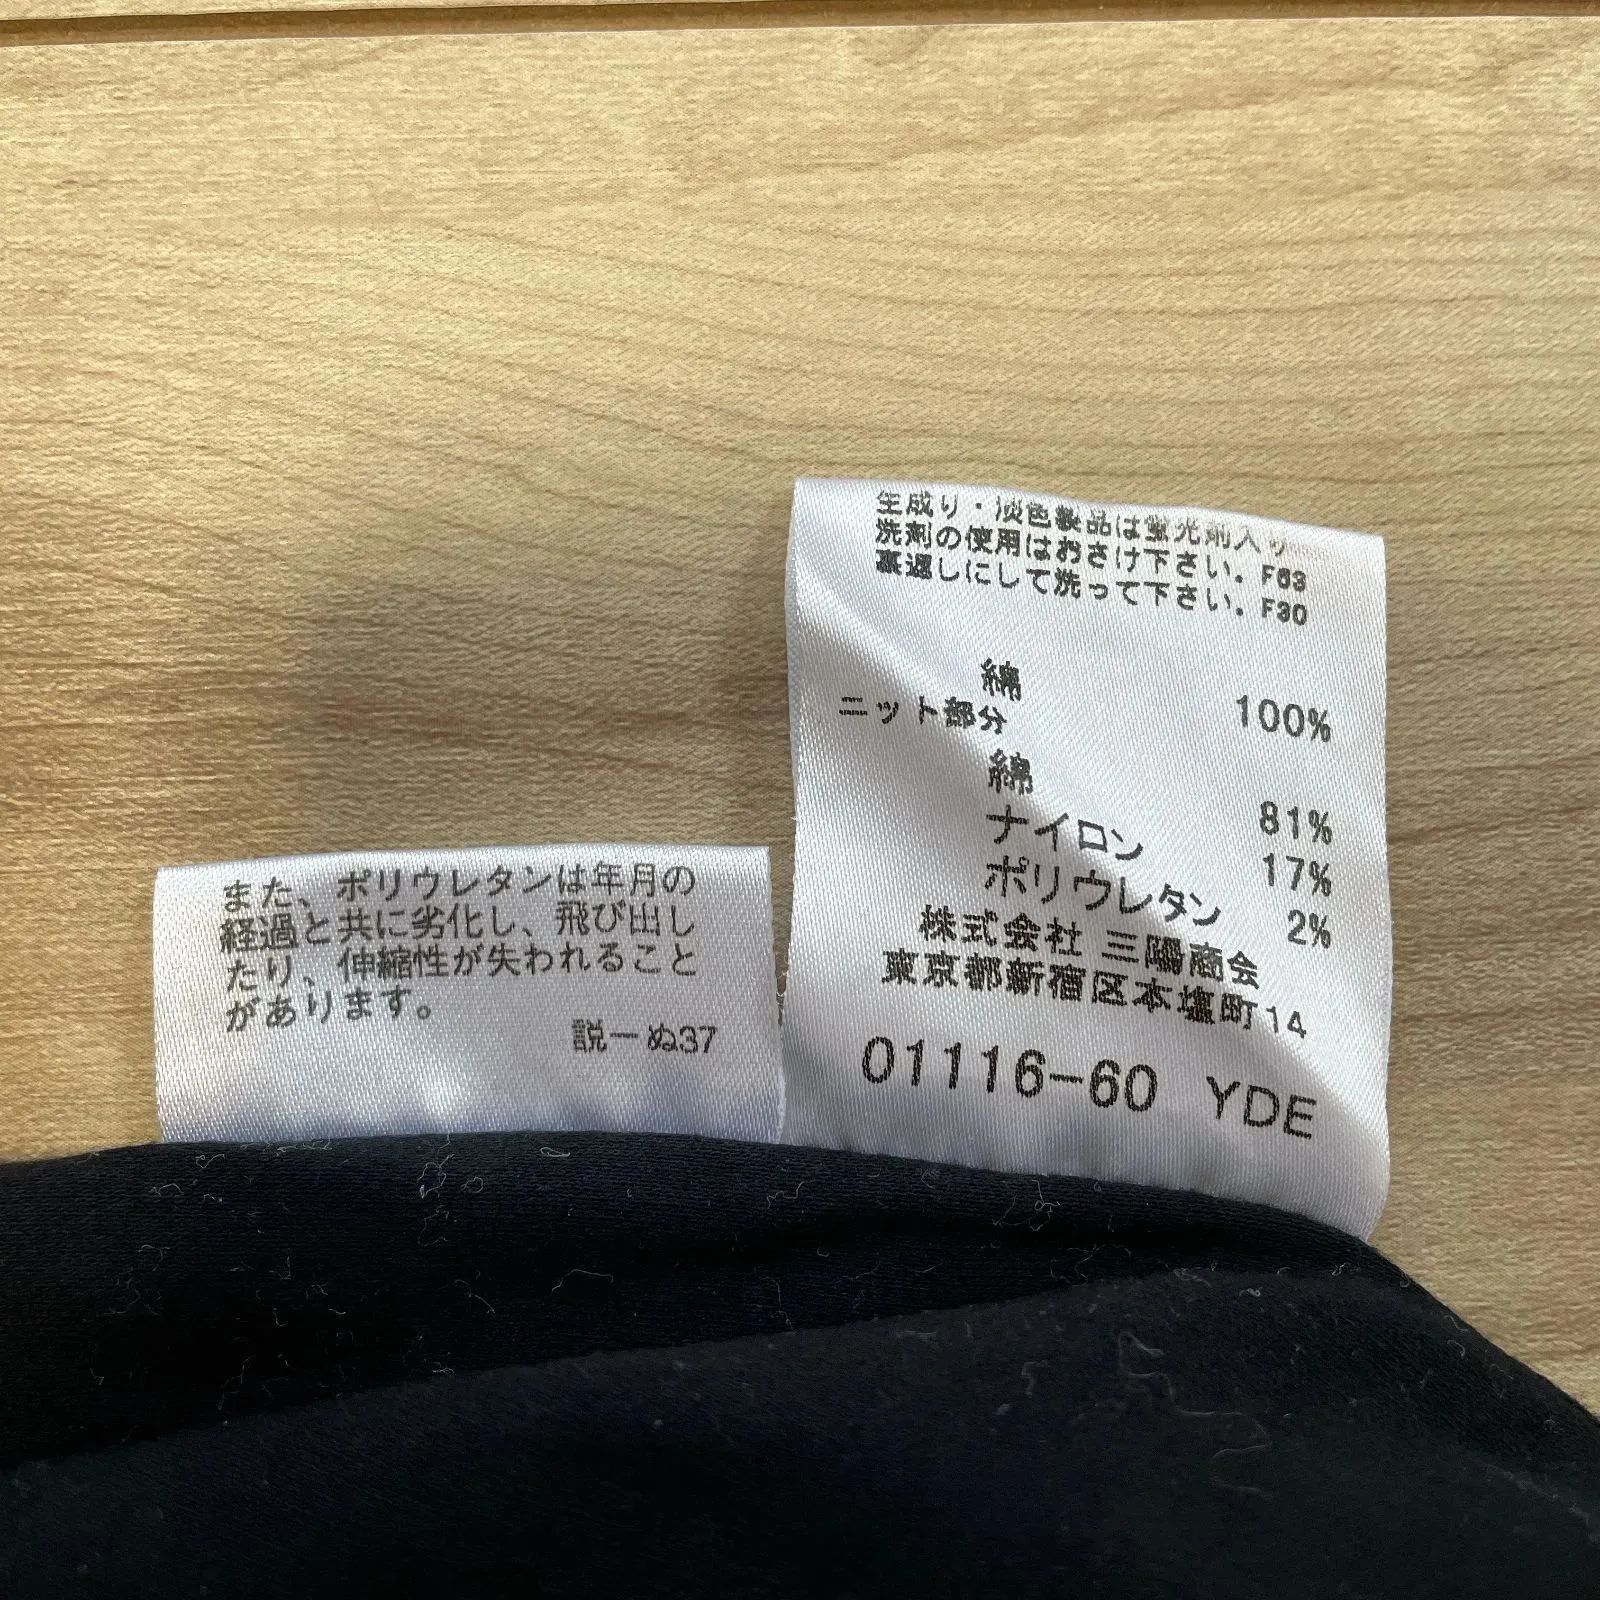 生成り・淡色製品は蛍光剤入り
洗剤の使用はおさけ下さい。F63
裏返しにして洗って下さい。F30
綿 100%
ニット部分
綿 81%
ナイロン 17%
ポリウレタン 2%
株式会社 三陽商会
東京都新宿区本塩町14
01116-60 YDE
また、ポリウレタンは年月の
経過と共に劣化し、飛び出し
たり、伸縮性が失われること
があります。
説ーぬ37